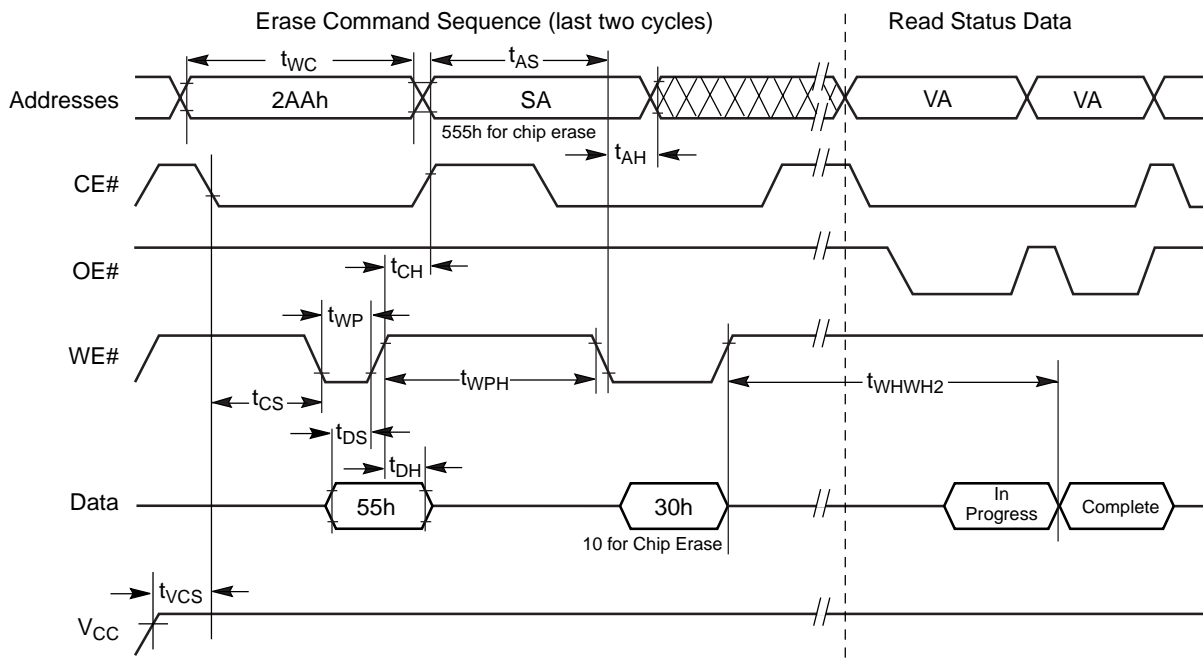 Erase Command Sequence (last two cycles)
Read Status Data
tWC
tAS
Addresses
2AAh
SA
VA
VA
555h for chip erase
tAH
CE#
OE#
tCH
tWP
WE#
tWPH
tWHWH2
tCS
tDS
tDH
Data
55h
30h
In
Progress
Complete
10 for Chip Erase
tVCS
VCC